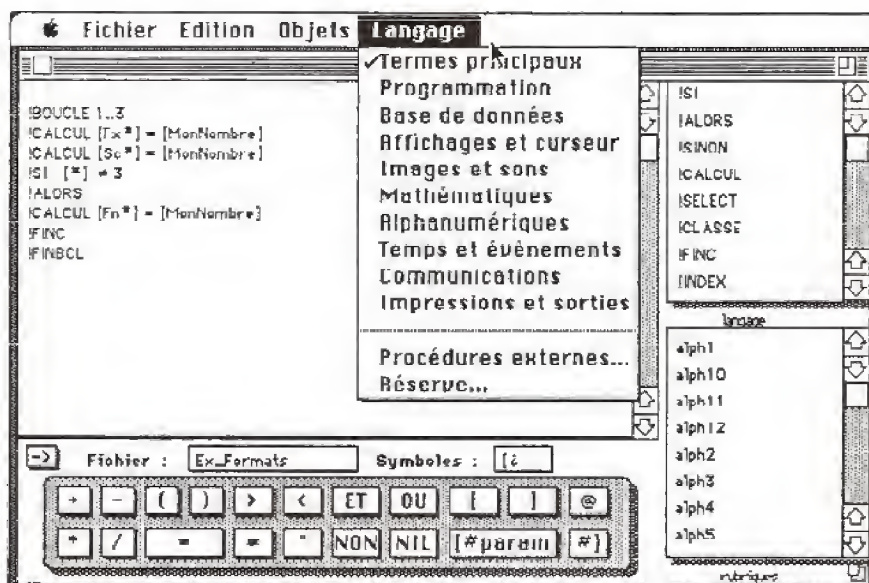 Fichier Edition Objets Langage
!BOUCLE 1..3
!CALCUL [Tx*] = [MonNombre]
!CALCUL [Sc*] = [MonNombre]
!SI [*] ≠ 3
!ALORS
!CALCUL [Fn*] = [MonNombre]
!FINC
!FINBCL
✓Termes principaux
Programmation
Base de données
Affichages et curseur
Images et sons
Mathématiques
Alphanumériques
Temps et évènements
Communications
Impressions et sorties
Procédures externes...
Réserve...
!SI
!ALORS
!SINON
!CALCUL
!SELECT
!CLASSE
!FINC
!INDEX
langage
alph1
alph10
alph11
alph12
alph2
alph3
alph4
alph5
rubriques
-> Fichier : Ex_Formats Symboles : [¿
+ - ( ) > < ET OU [ ] @
* / = ≠ " NON NIL [#param #]